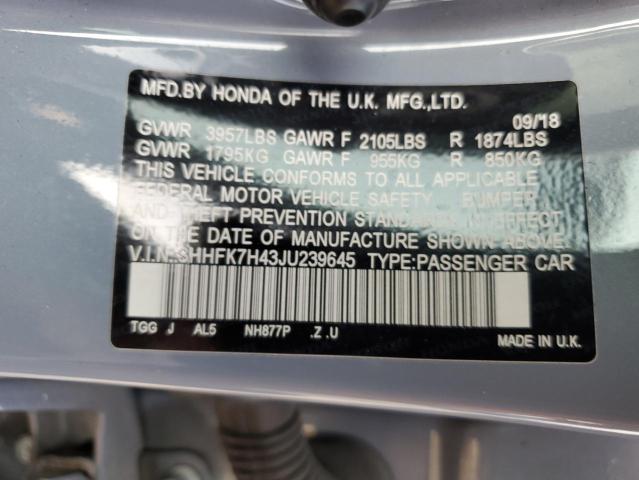 MFD.BY HONDA OF THE U.K. MFG.,LTD.
09/18
GVWR 3957LBS GAWR F 2105LBS R 1874LBS
GVWR 1795KG GAWR F 955KG R 850KG
THIS VEHICLE CONFORMS TO ALL APPLICABLE
FEDERAL MOTOR VEHICLE SAFETY, BUMPER,
AND THEFT PREVENTION STANDARDS IN EFFECT
ON THE DATE OF MANUFACTURE SHOWN ABOVE.
V.I.N.:SHHFK7H43JU239645 TYPE:PASSENGER CAR
TGG J AL5 NH877P .Z .U
MADE IN U.K.